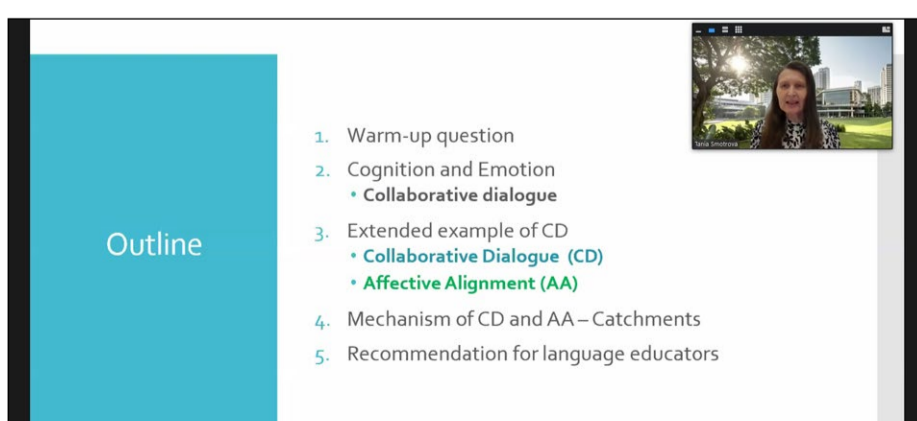 Outline
1. Warm-up question
2. Cognition and Emotion
• Collaborative dialogue
3. Extended example of CD
• Collaborative Dialogue (CD)
• Affective Alignment (AA)
4. Mechanism of CD and AA – Catchments
5. Recommendation for language educators
Tania Smotrova